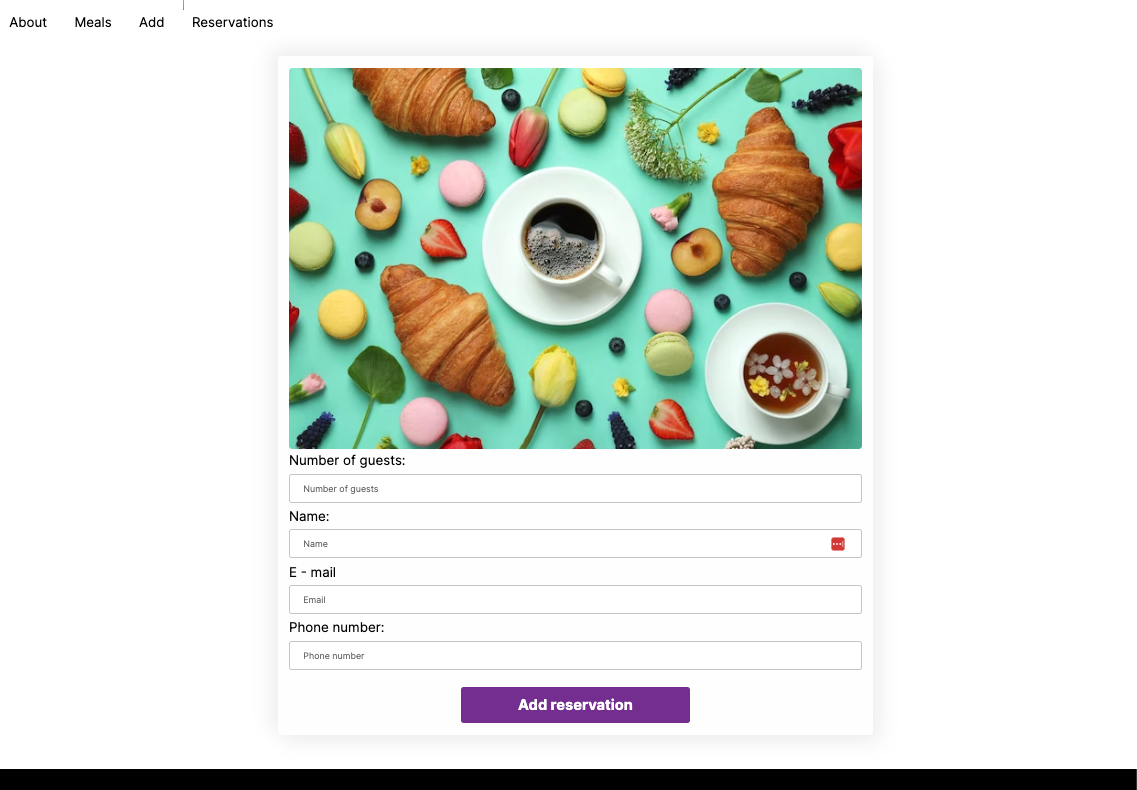 About Meals Add Reservations
Number of guests:
Number of guests
Name:
Name
E - mail
Email
Phone number:
Phone number
Add reservation